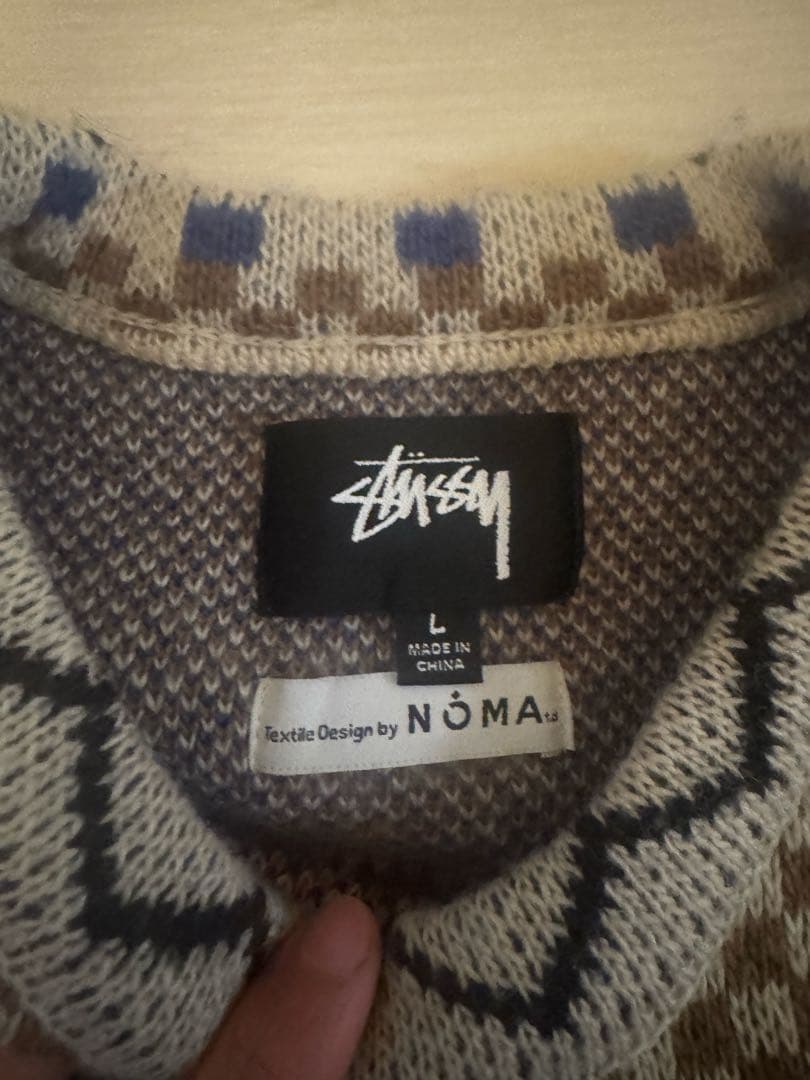 stüssy
L
MADE IN
CHINA
Textile Design by NOMA t.d.